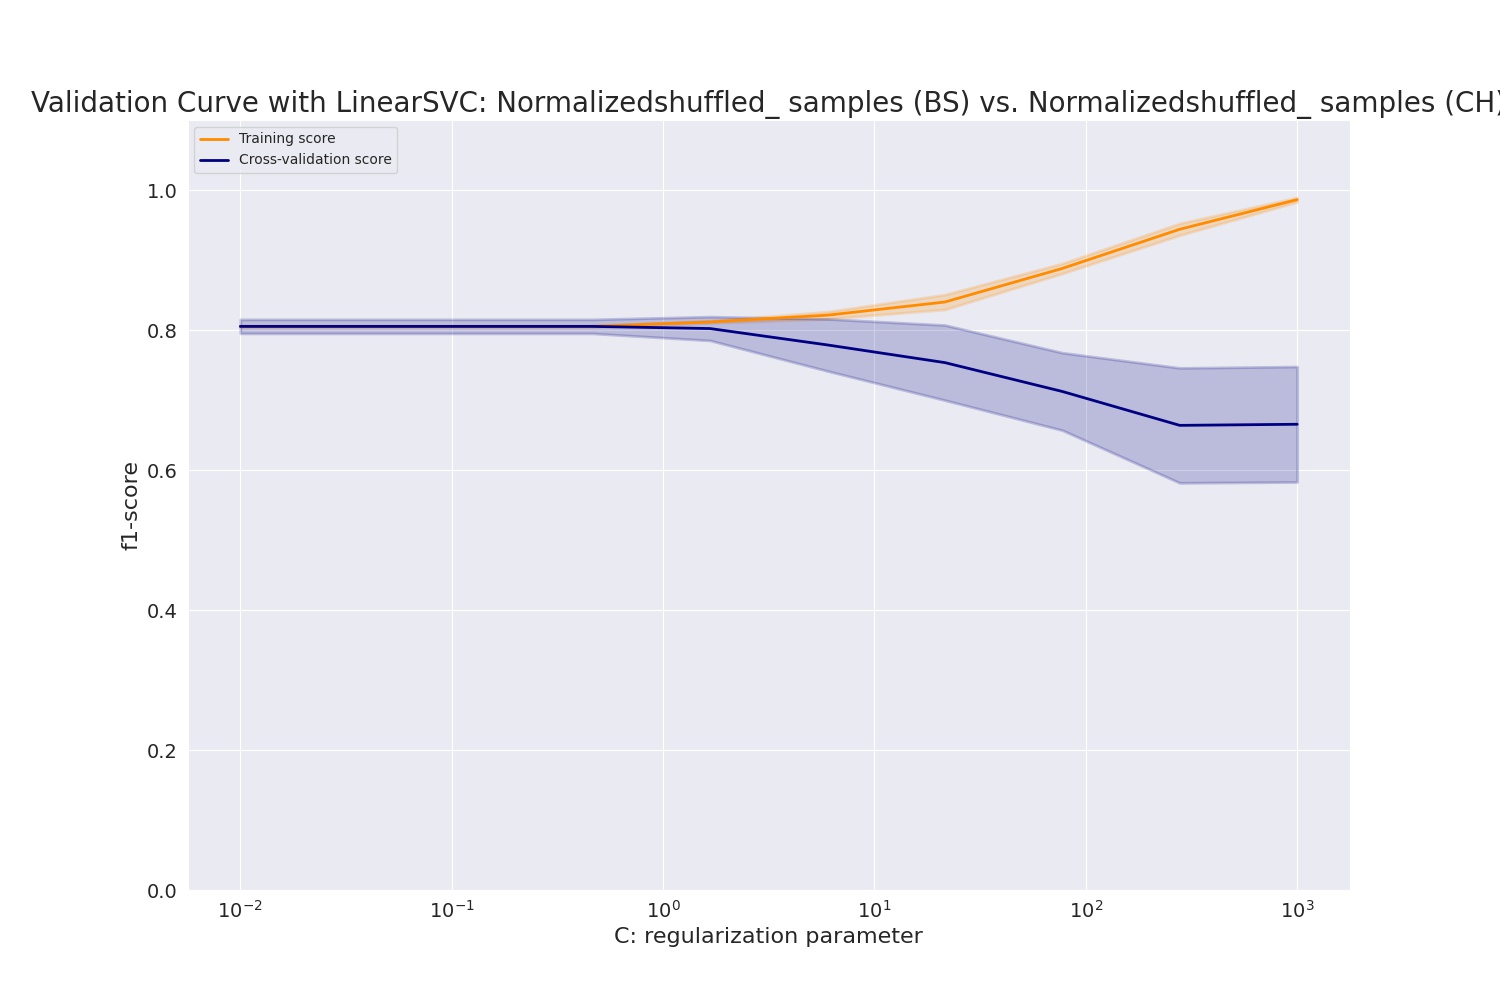 Validation Curve with LinearSVC: Normalizedshuffled_ samples (BS) vs. Normalizedshuffled_ samples (CH)
Training score
Cross-validation score
1.0
0.8
0.6
0.4
0.2
0.0
f1-score
10⁻² 10⁻¹ 10⁰ 10¹ 10² 10³
C: regularization parameter